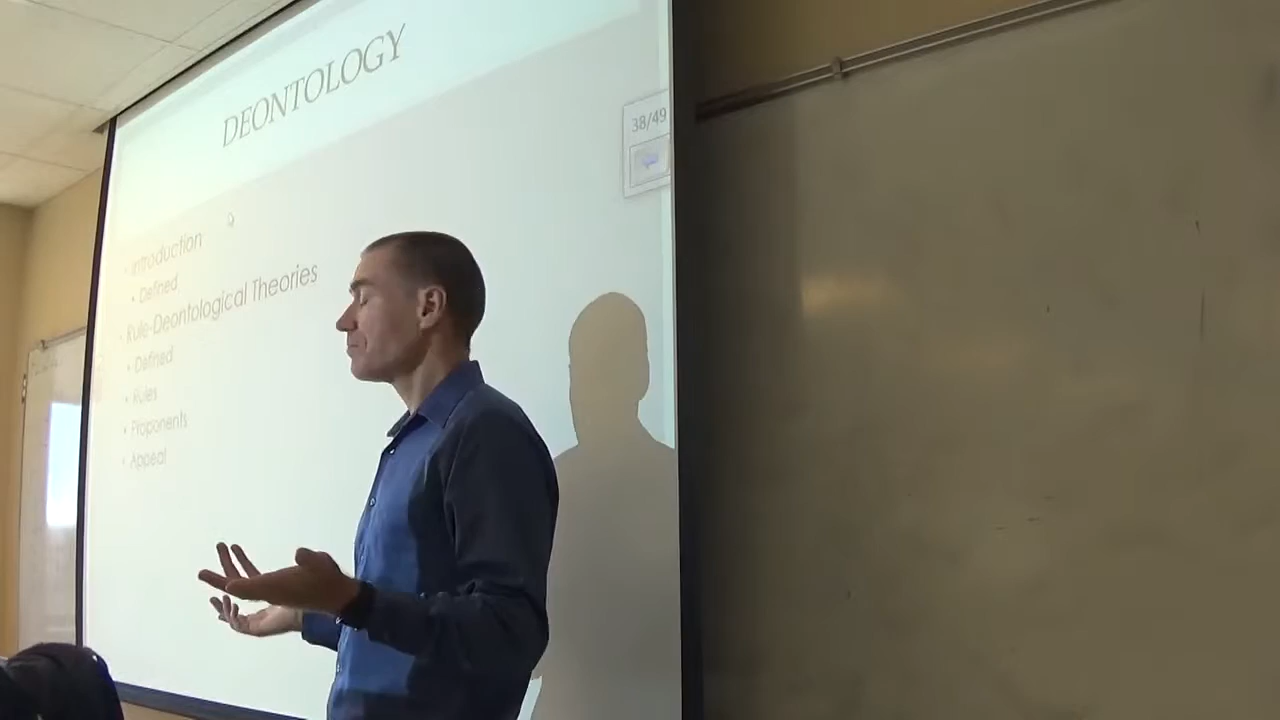 DEONTOLOGY
38/49
• Introduction
• Defined
• Rule-Deontological Theories
• Defined
• Rules
• Proponents
• Appeal